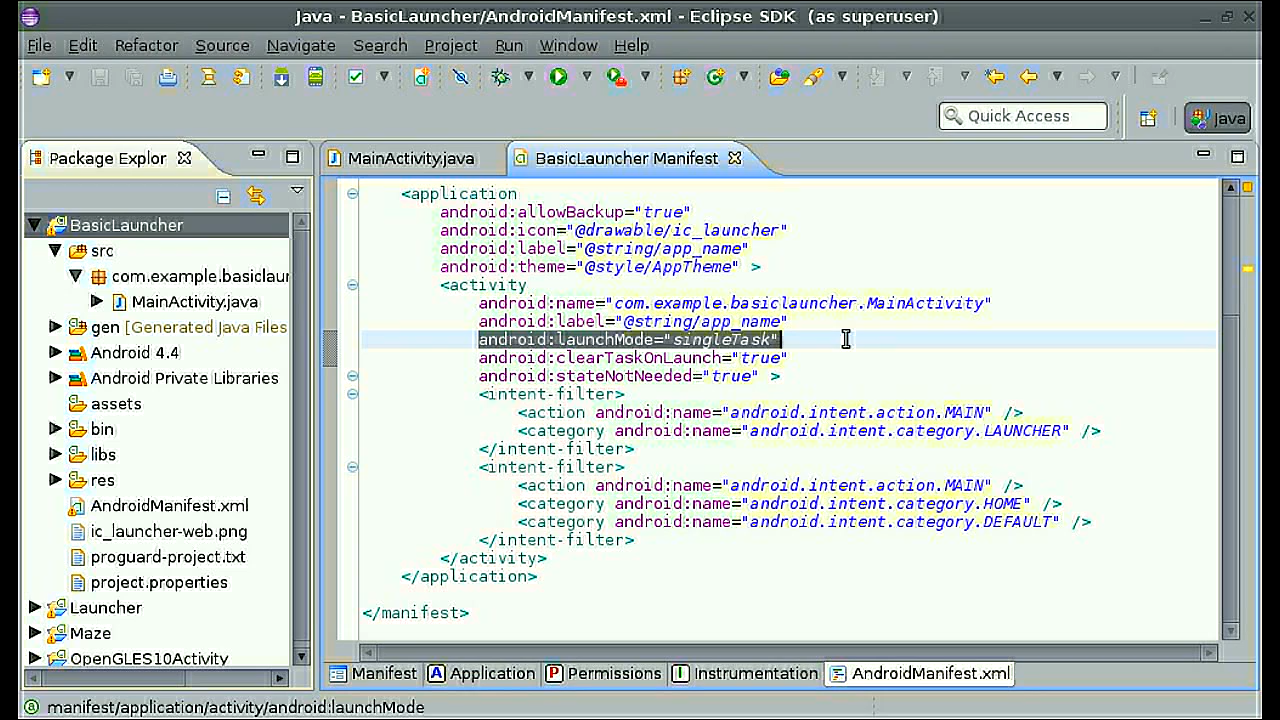 Java - BasicLauncher/AndroidManifest.xml - Eclipse SDK (as superuser)
File Edit Refactor Source Navigate Search Project Run Window Help
Quick Access
Java
Package Explor
MainActivity.java
BasicLauncher Manifest
BasicLauncher
src
com.example.basiclaun
MainActivity.java
gen [Generated Java Files
Android 4.4
Android Private Libraries
assets
bin
libs
res
AndroidManifest.xml
ic_launcher-web.png
proguard-project.txt
project.properties
Launcher
Maze
OpenGLES10Activity
<application
android:allowBackup="true"
android:icon="@drawable/ic_launcher"
android:label="@string/app_name"
android:theme="@style/AppTheme" >
<activity
android:name="com.example.basiclauncher.MainActivity"
android:label="@string/app_name"
android:launchMode="singleTask"
android:clearTaskOnLaunch="true"
android:stateNotNeeded="true" >
<intent-filter>
<action android:name="android.intent.action.MAIN" />
<category android:name="android.intent.category.LAUNCHER" />
</intent-filter>
<intent-filter>
<action android:name="android.intent.action.MAIN" />
<category android:name="android.intent.category.HOME" />
<category android:name="android.intent.category.DEFAULT" />
</intent-filter>
</activity>
</application>
</manifest>
Manifest
A Application
P Permissions
I Instrumentation
AndroidManifest.xml
manifest/application/activity/android:launchMode